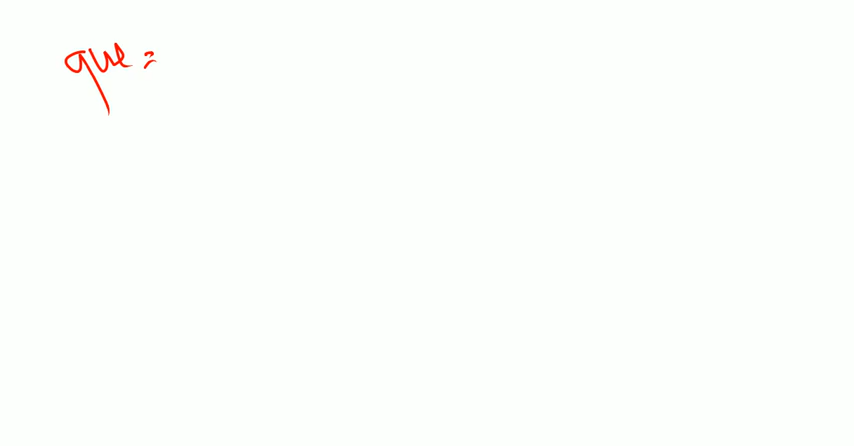 que =